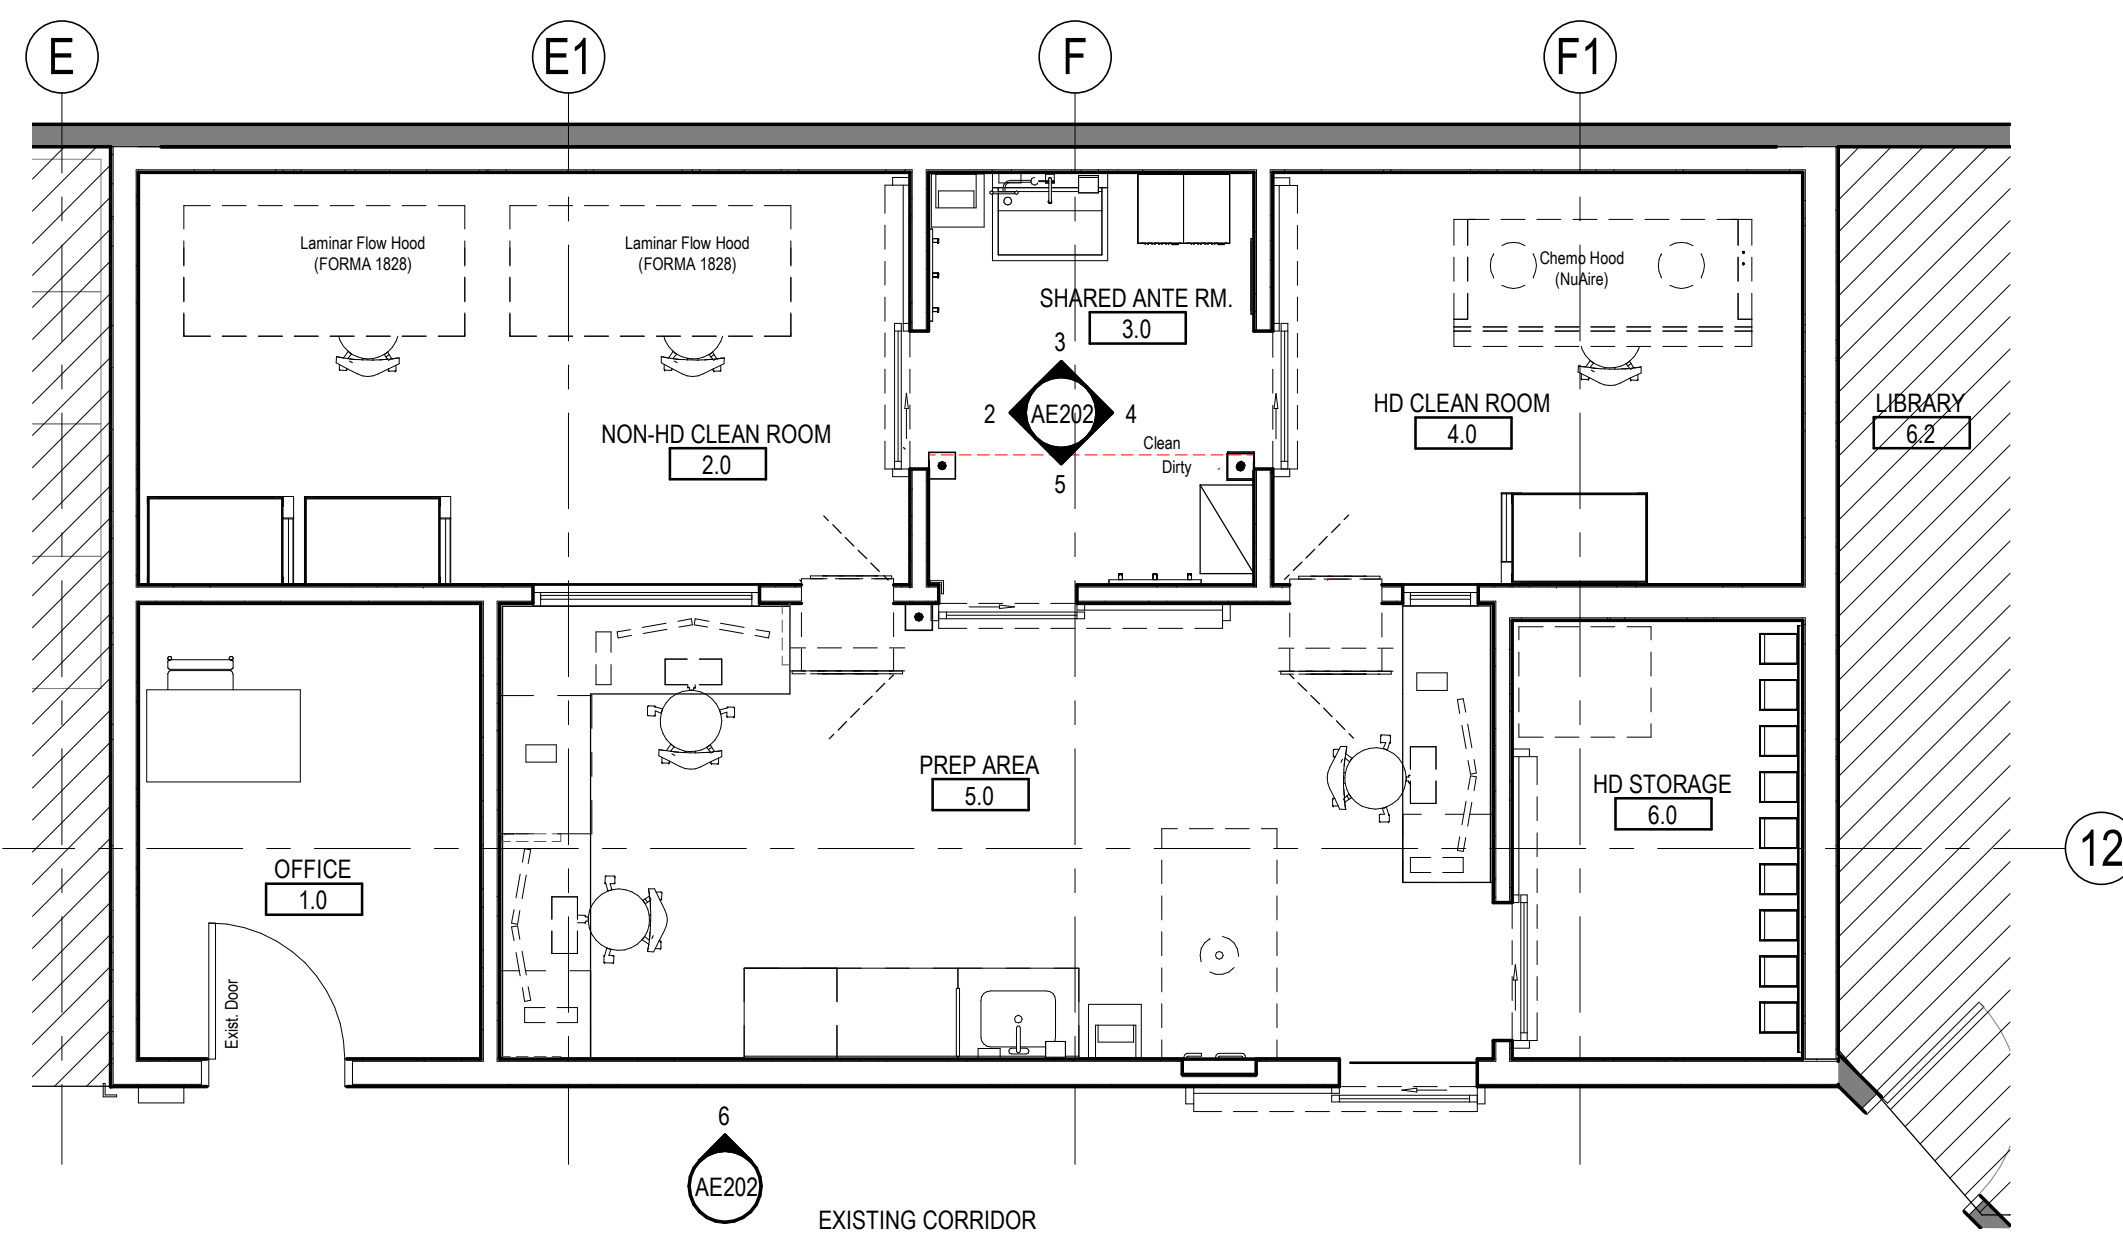 E
E1
F
F1
Laminar Flow Hood
(FORMA 1828)
Laminar Flow Hood
(FORMA 1828)
Chemo Hood
(NuAire)
SHARED ANTE RM.
3.0
3
2
AE202
4
5
Clean
Dirty
NON-HD CLEAN ROOM
2.0
HD CLEAN ROOM
4.0
LIBRARY
6.2
PREP AREA
5.0
HD STORAGE
6.0
12
OFFICE
1.0
Exist. Door
6
AE202
EXISTING CORRIDOR